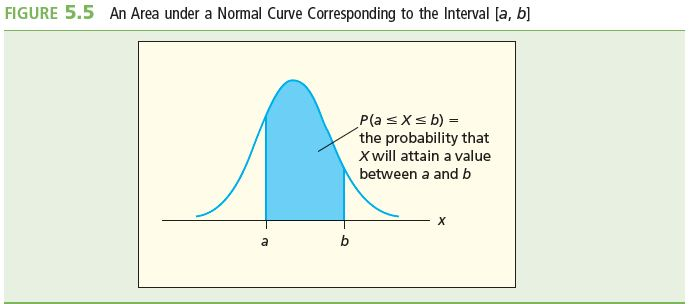 FIGURE 5.5 An Area under a Normal Curve Corresponding to the Interval [a, b]
P(a ≤ X ≤ b) =
the probability that
X will attain a value
between a and b
x
a b